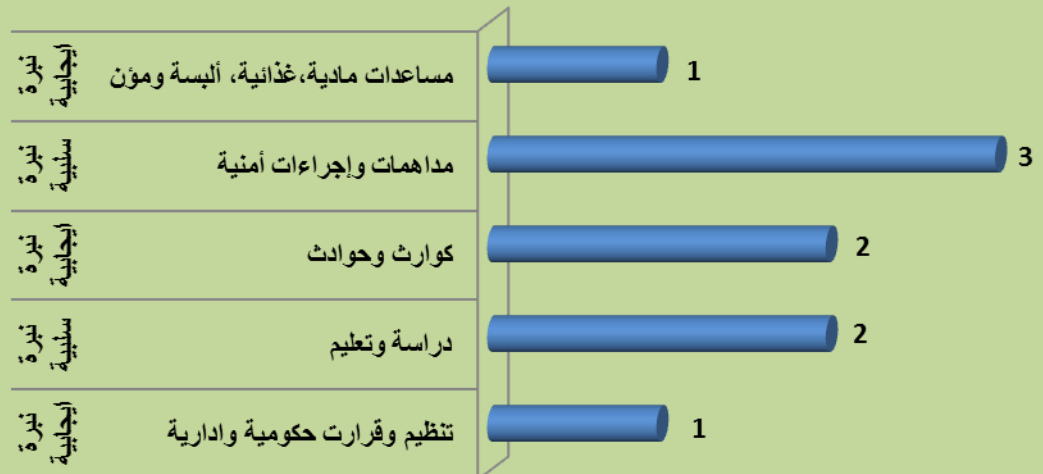 نبرة ايجابية
مساعدات مادية،غذائية، ألبسة ومؤن
1
نبرة سلبية
مداهمات وإجراءات أمنية
3
نبرة ايجابية
كوارث وحوادث
2
نبرة سلبية
دراسة وتعليم
2
نبرة ايجابية
تنظيم وقرارت حكومية وادارية
1